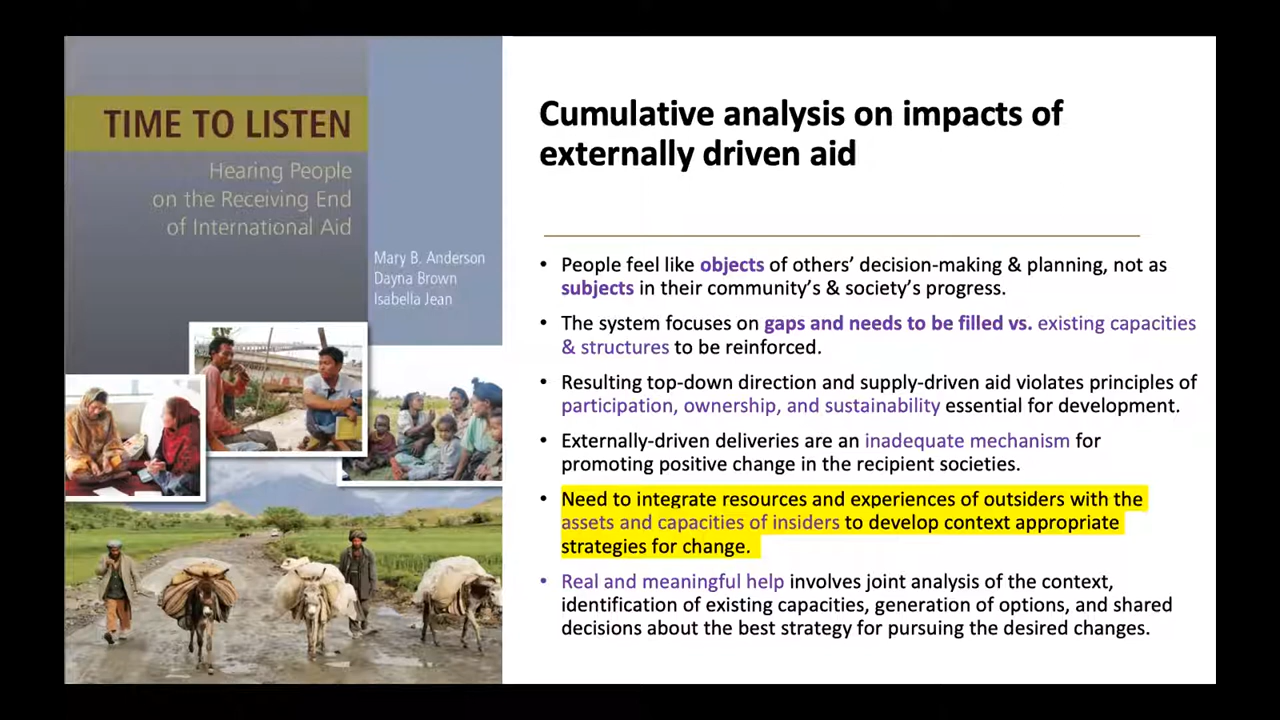 TIME TO LISTEN
Hearing People
on the Receiving End
of International Aid
Mary B. Anderson
Dayna Brown
Isabella Jean
Cumulative analysis on impacts of
externally driven aid
• People feel like objects of others’ decision-making & planning, not as
subjects in their community’s & society’s progress.
• The system focuses on gaps and needs to be filled vs. existing capacities
& structures to be reinforced.
• Resulting top-down direction and supply-driven aid violates principles of
participation, ownership, and sustainability essential for development.
• Externally-driven deliveries are an inadequate mechanism for
promoting positive change in the recipient societies.
• Need to integrate resources and experiences of outsiders with the
assets and capacities of insiders to develop context appropriate
strategies for change.
• Real and meaningful help involves joint analysis of the context,
identification of existing capacities, generation of options, and shared
decisions about the best strategy for pursuing the desired changes.